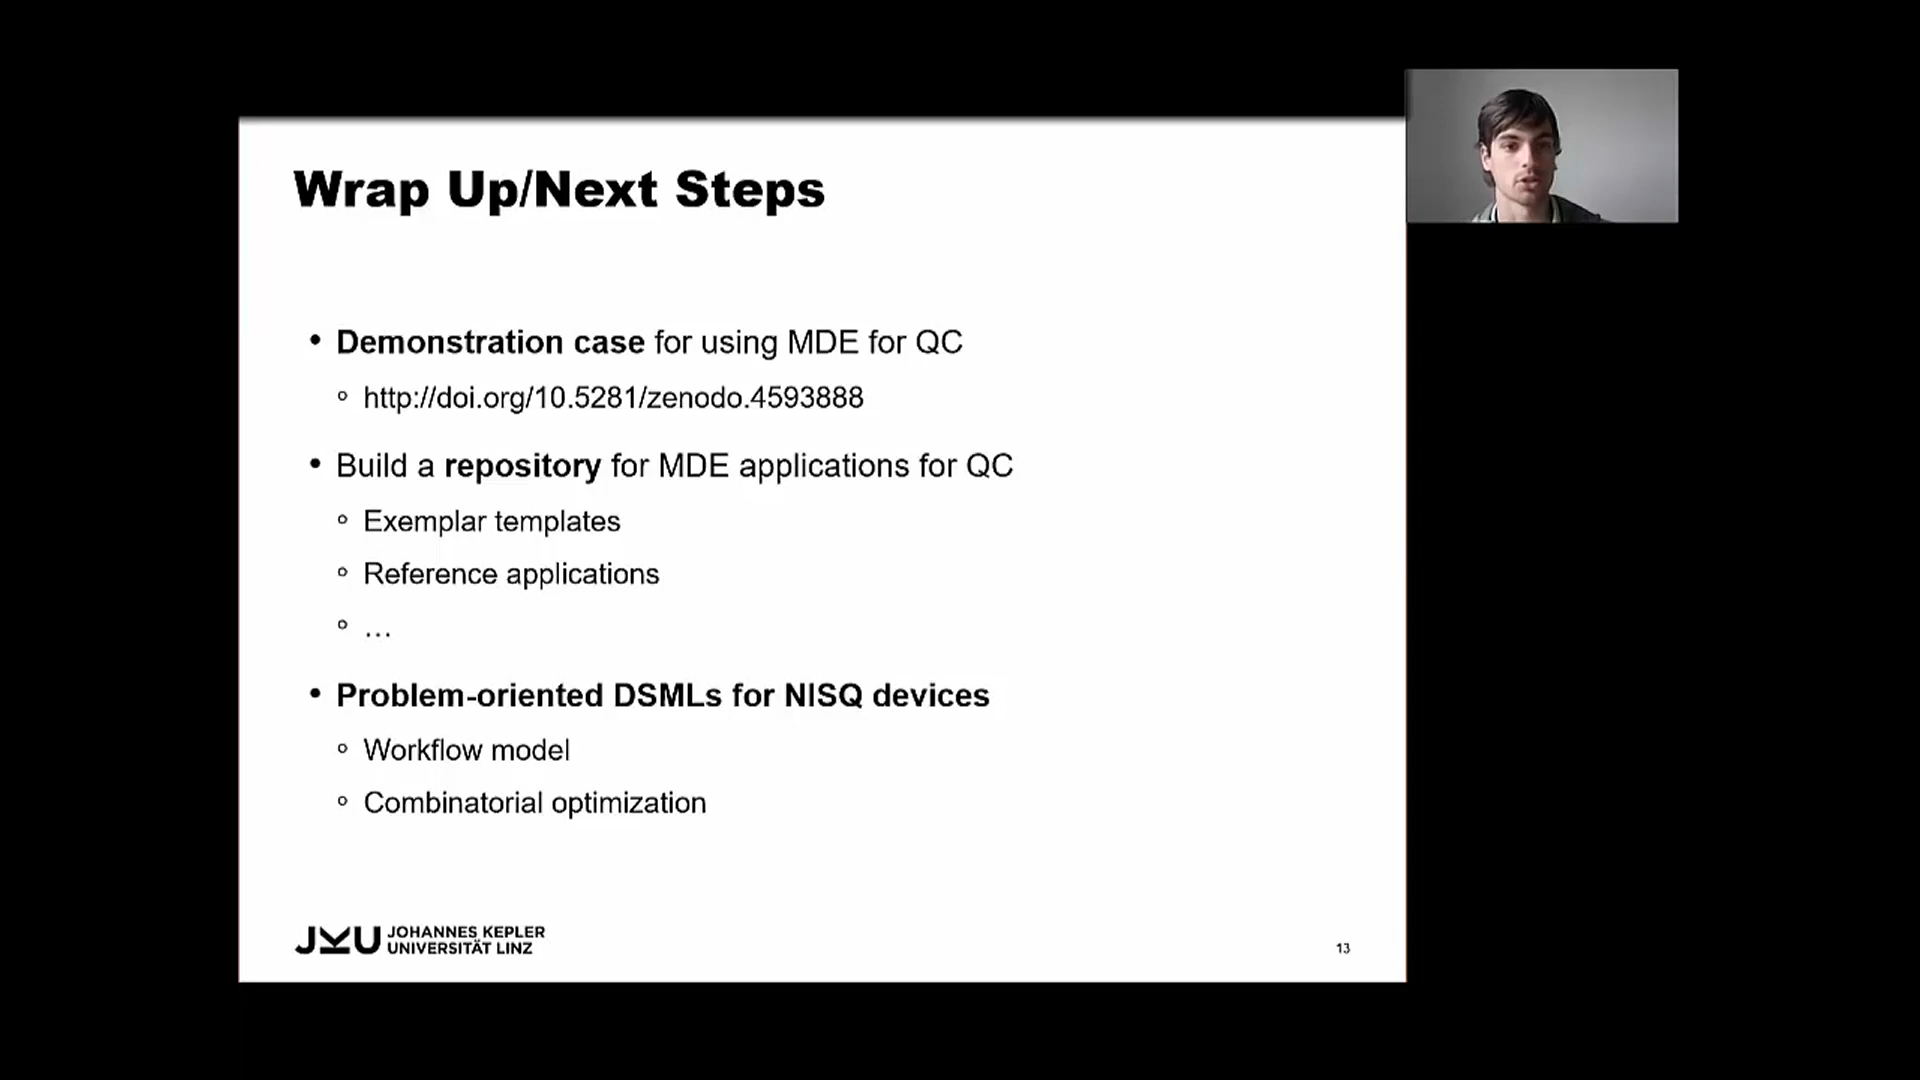 Wrap Up/Next Steps
• Demonstration case for using MDE for QC
○ http://doi.org/10.5281/zenodo.4593888
• Build a repository for MDE applications for QC
○ Exemplar templates
○ Reference applications
○ …
• Problem-oriented DSMLs for NISQ devices
○ Workflow model
○ Combinatorial optimization
JKU JOHANNES KEPLER
UNIVERSITÄT LINZ
13